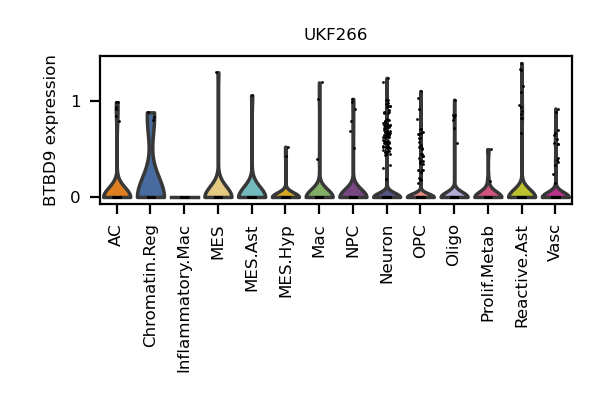 UKF266
BTBD9 expression
1
0
AC
Chromatin.Reg
Inflammatory.Mac
MES
MES.Ast
MES.Hyp
Mac
NPC
Neuron
OPC
Oligo
Prolif.Metab
Reactive.Ast
Vasc